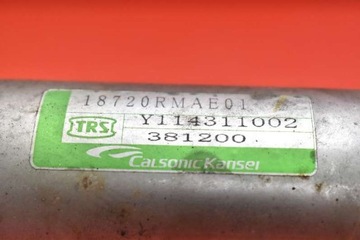 18720RMAE01
TRS Y114311002
381200
CalsonicKansei